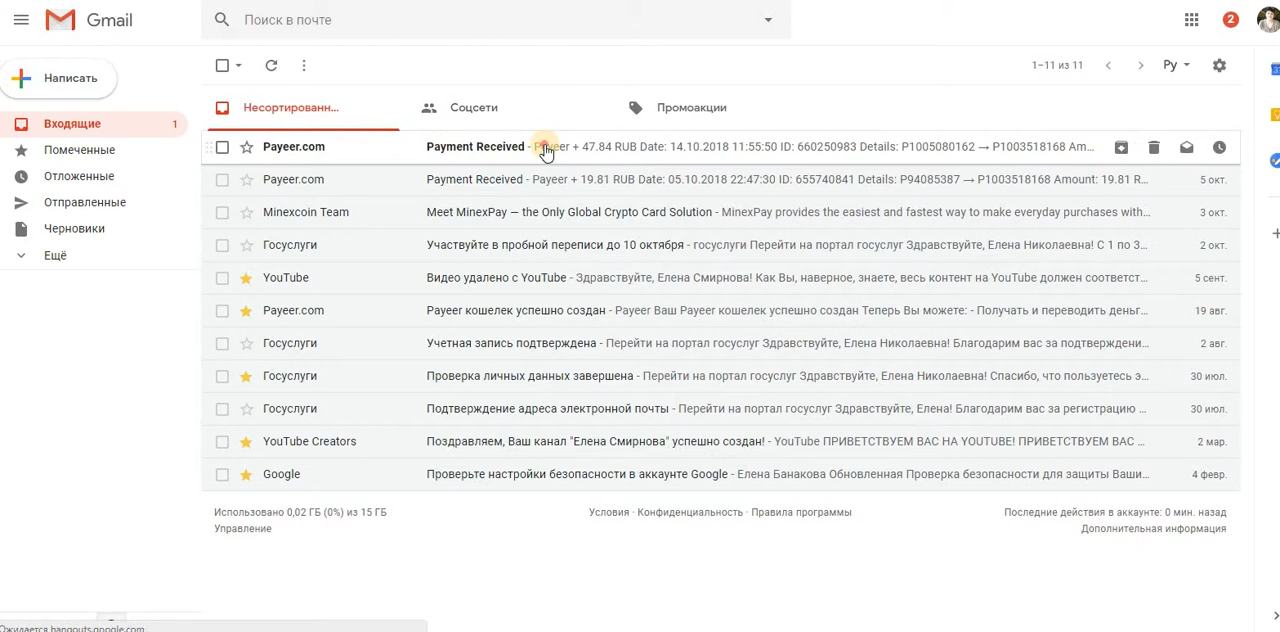 Gmail
Поиск в почте
2
Написать
1–11 из 11
Ру
Входящие 1
Помеченные
Отложенные
Отправленные
Черновики
Ещё
Несортированн...
Соцсети
Промоакции
Payeer.com Payment Received - Payeer + 47.84 RUB Date: 14.10.2018 11:55:50 ID: 660250983 Details: P1005080162 → P1003518168 Am...
Payeer.com Payment Received - Payeer + 19.81 RUB Date: 05.10.2018 22:47:30 ID: 655740841 Details: P94085387 → P1003518168 Amount: 19.81 R... 5 окт.
Minexcoin Team Meet MinexPay — the Only Global Crypto Card Solution - MinexPay provides the easiest and fastest way to make everyday purchases with... 3 окт.
Госуслуги Участвуйте в пробной переписи до 10 октября - госуслуги Перейти на портал госуслуг Здравствуйте, Елена Николаевна! С 1 по 3... 2 окт.
YouTube Видео удалено с YouTube - Здравствуйте, Елена Смирнова! Как Вы, наверное, знаете, весь контент на YouTube должен соответст... 5 сент.
Payeer.com Payeer кошелек успешно создан - Payeer Ваш Payeer кошелек успешно создан Теперь Вы можете: - Получать и переводить деньг... 19 авг.
Госуслуги Учетная запись подтверждена - Перейти на портал госуслуг Здравствуйте, Елена Николаевна! Благодарим вас за подтверждени... 2 авг.
Госуслуги Проверка личных данных завершена - Перейти на портал госуслуг Здравствуйте, Елена Николаевна! Спасибо, что пользуетесь э... 30 июл.
Госуслуги Подтверждение адреса электронной почты - Перейти на портал госуслуг Здравствуйте, Елена! Благодарим вас за регистрацию ... 30 июл.
YouTube Creators Поздравляем, Ваш канал "Елена Смирнова" успешно создан! - YouTube ПРИВЕТСТВУЕМ ВАС НА YOUTUBE! ПРИВЕТСТВУЕМ ВАС ... 2 мар.
Google Проверьте настройки безопасности в аккаунте Google - Елена Банакова Обновленная Проверка безопасности для защиты Ваши... 4 февр.
Использовано 0,02 ГБ (0%) из 15 ГБ
Управление
Условия · Конфиденциальность · Правила программы
Последние действия в аккаунте: 0 мин. назад
Дополнительная информация
Ожидается hangouts.google.com